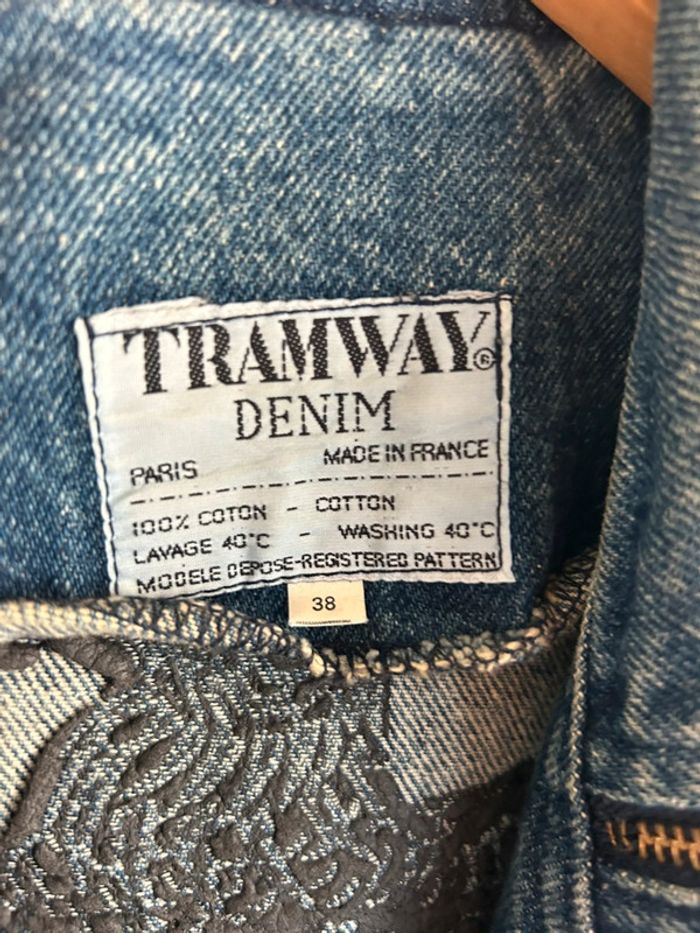 TRAMWAY®
DENIM
PARIS MADE IN FRANCE
100% COTON - COTTON
LAVAGE 40°C - WASHING 40°C
MODELE DEPOSE-REGISTERED PATTERN
38